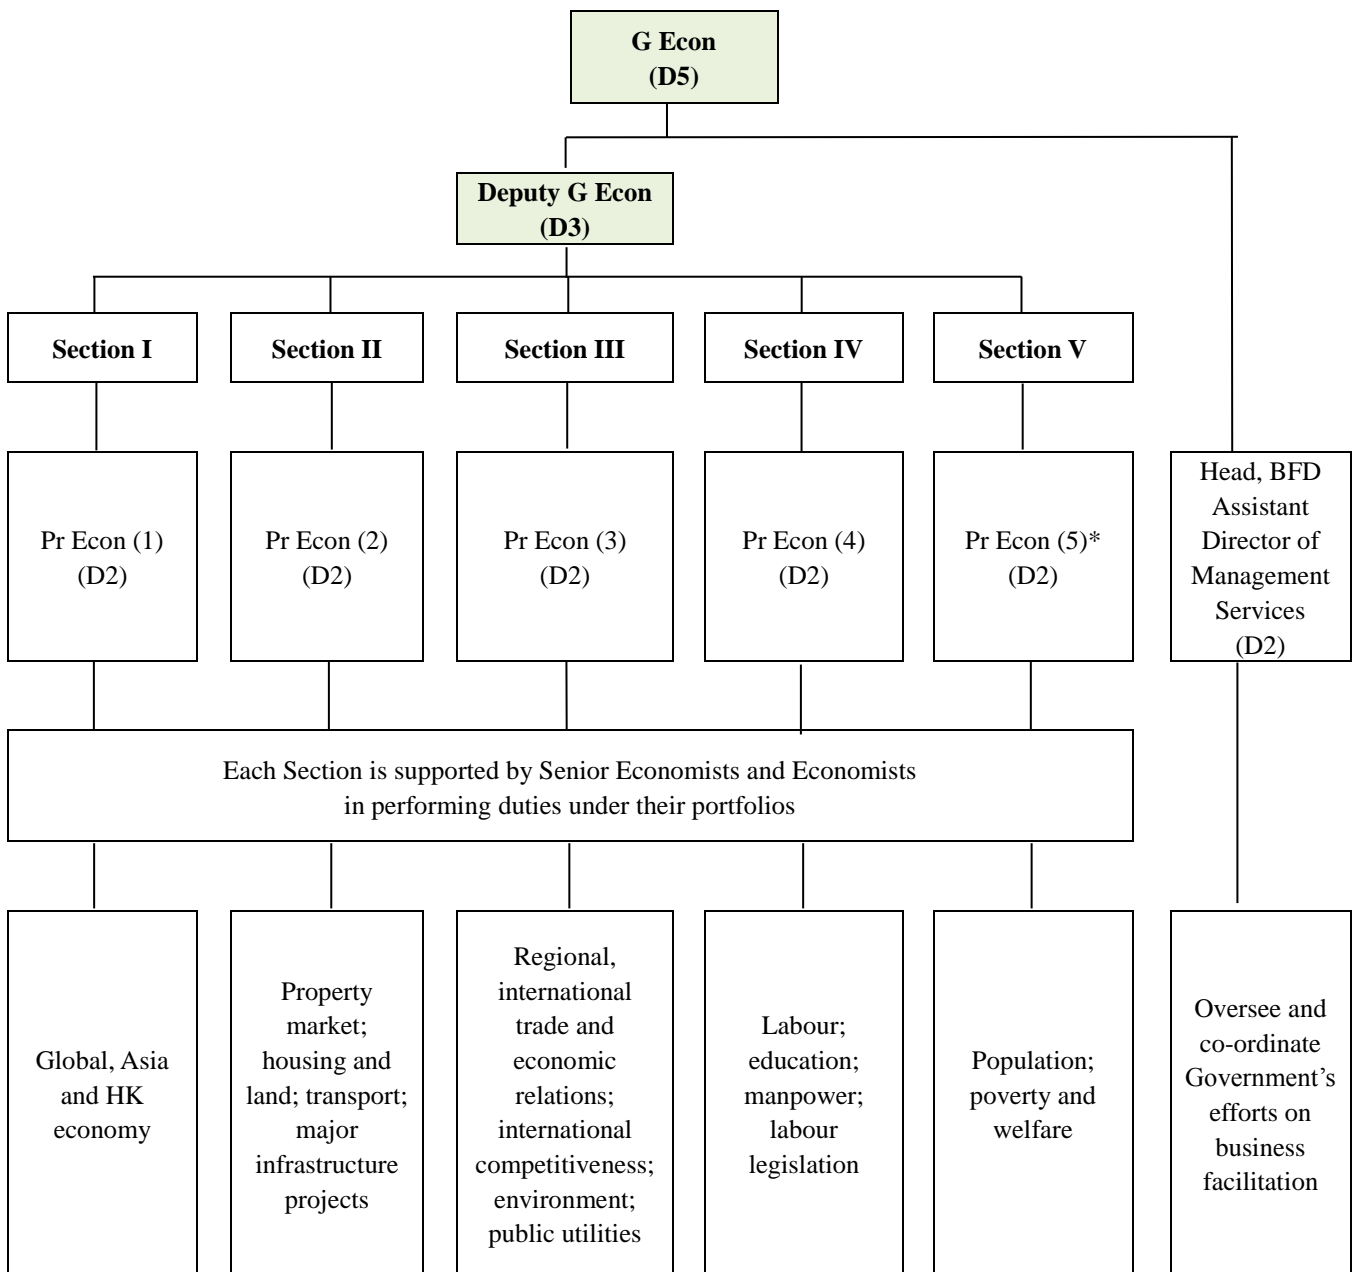 G Econ
(D5)
Deputy G Econ
(D3)
Section I
Section II
Section III
Section IV
Section V
Pr Econ (1)
(D2)
Pr Econ (2)
(D2)
Pr Econ (3)
(D2)
Pr Econ (4)
(D2)
Pr Econ (5)*
(D2)
Head, BFD
Assistant
Director of
Management
Services
(D2)
Each Section is supported by Senior Economists and Economists
in performing duties under their portfolios
Global, Asia
and HK
economy
Property
market;
housing and
land; transport;
major
infrastructure
projects
Regional,
international
trade and
economic
relations;
international
competitiveness;
environment;
public utilities
Labour;
education;
manpower;
labour
legislation
Population;
poverty and
welfare
Oversee and
co-ordinate
Government’s
efforts on
business
facilitation